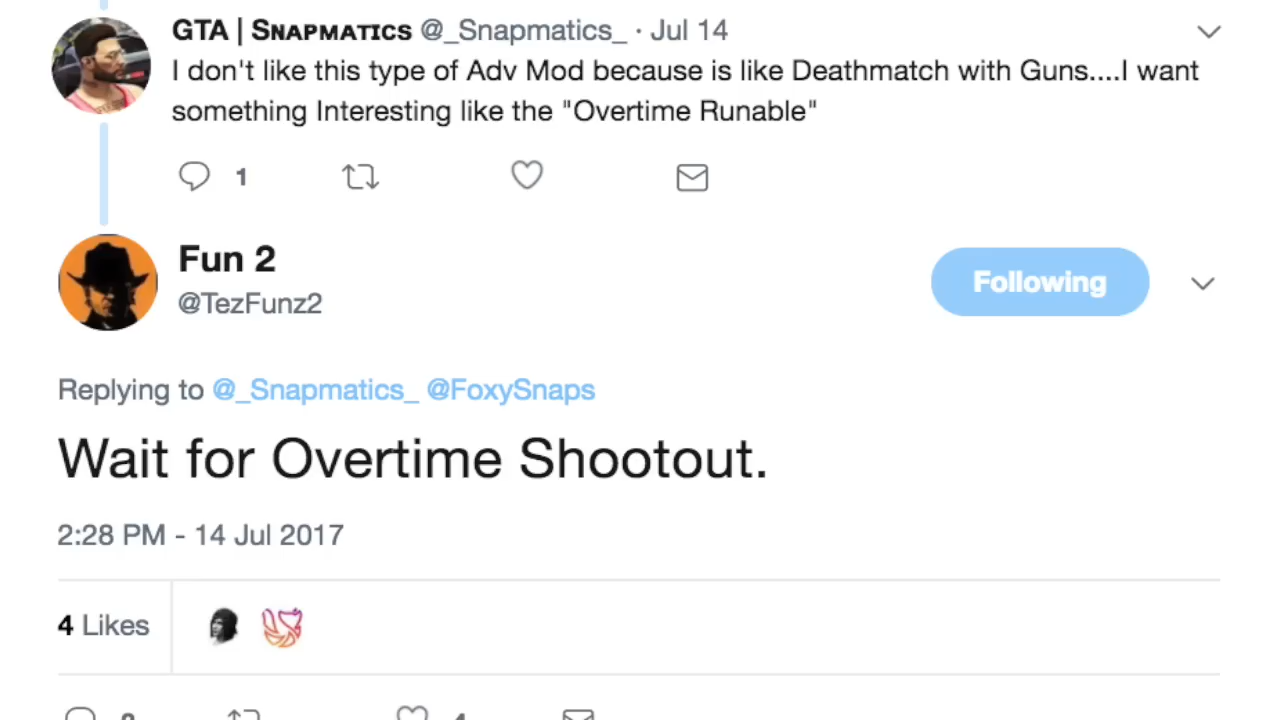 GTA | SNAPMATICS @_Snapmatics_ · Jul 14
I don't like this type of Adv Mod because is like Deathmatch with Guns....I want
something Interesting like the "Overtime Runable"
1
Fun 2
Following
@TezFunz2
Replying to @_Snapmatics_ @FoxySnaps
Wait for Overtime Shootout.
2:28 PM - 14 Jul 2017
4 Likes